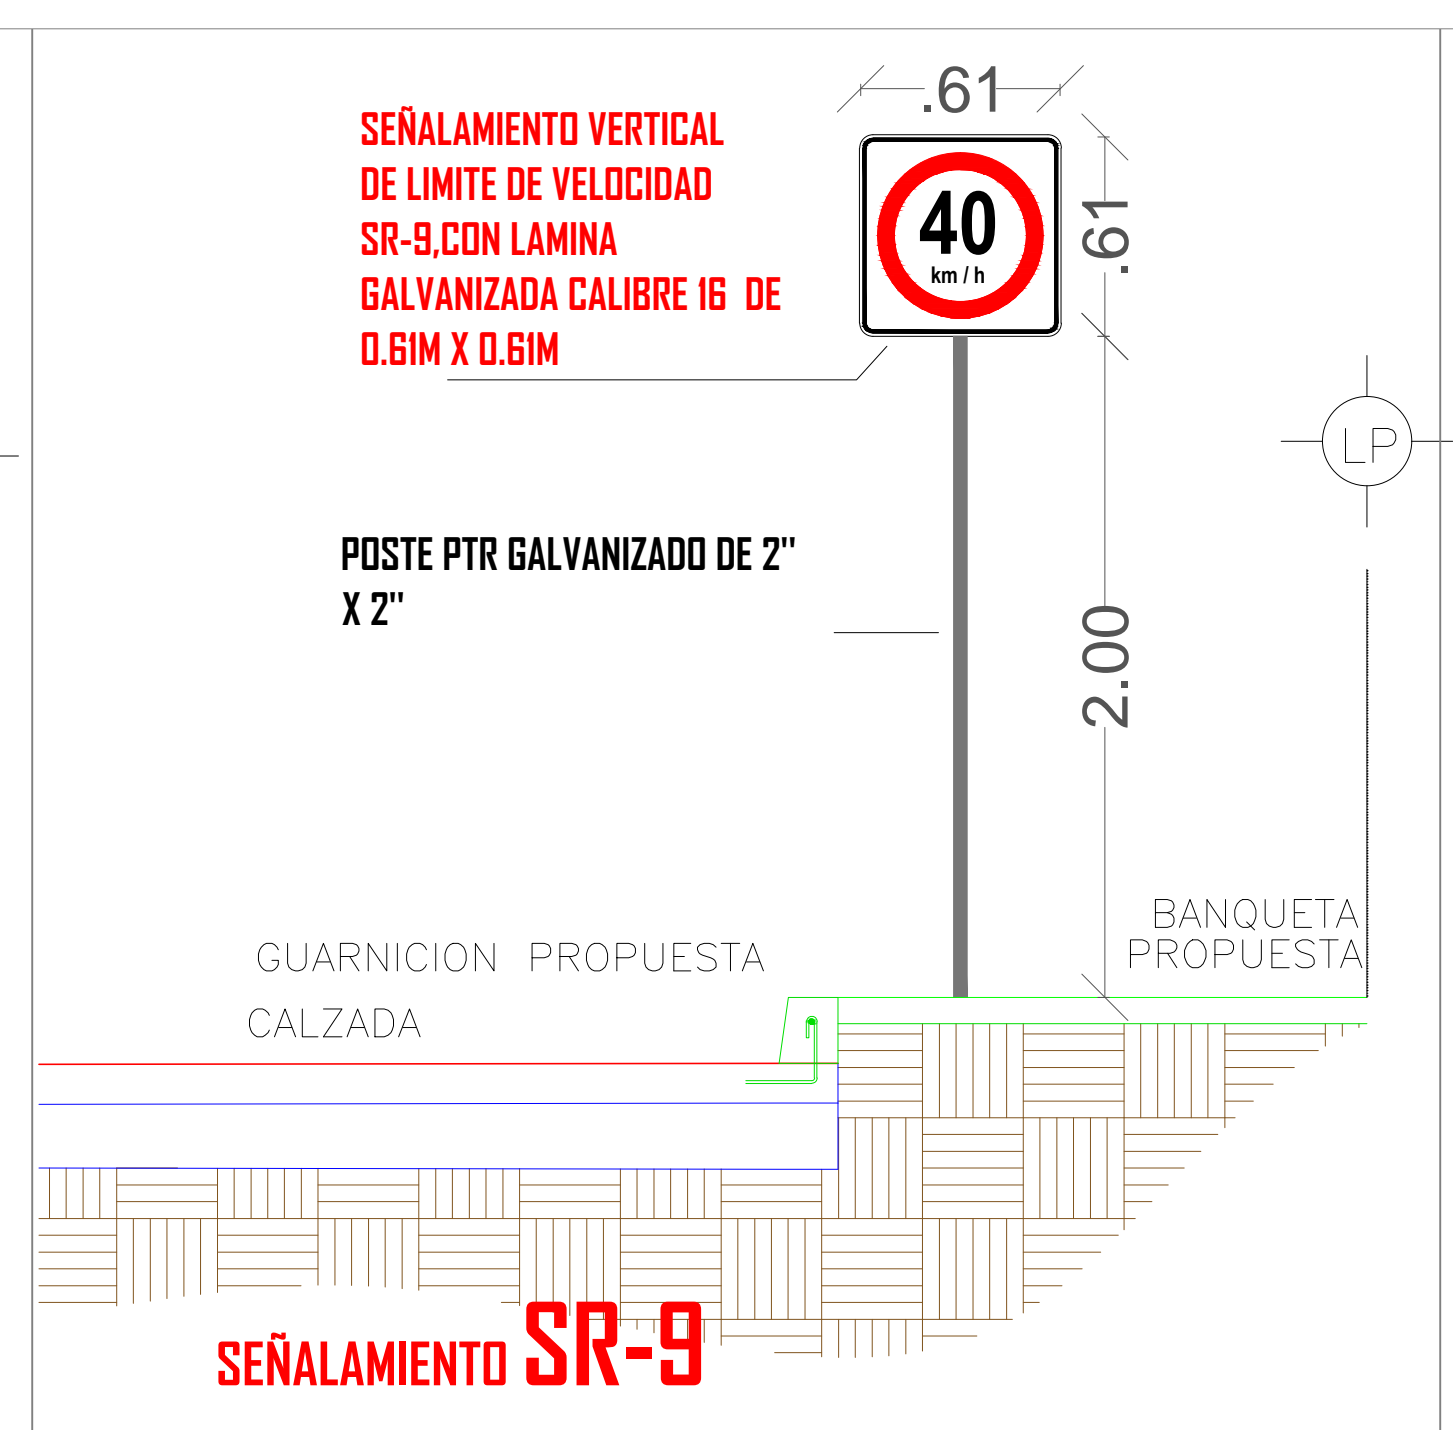 .61
SEÑALAMIENTO VERTICAL
DE LIMITE DE VELOCIDAD
SR-9,CON LAMINA
GALVANIZADA CALIBRE 16 DE
0.61M X 0.61M
40
km / h
.61
LP
POSTE PTR GALVANIZADO DE 2"
X 2"
2.00
BANQUETA
PROPUESTA
GUARNICION PROPUESTA
CALZADA
SEÑALAMIENTO SR-9